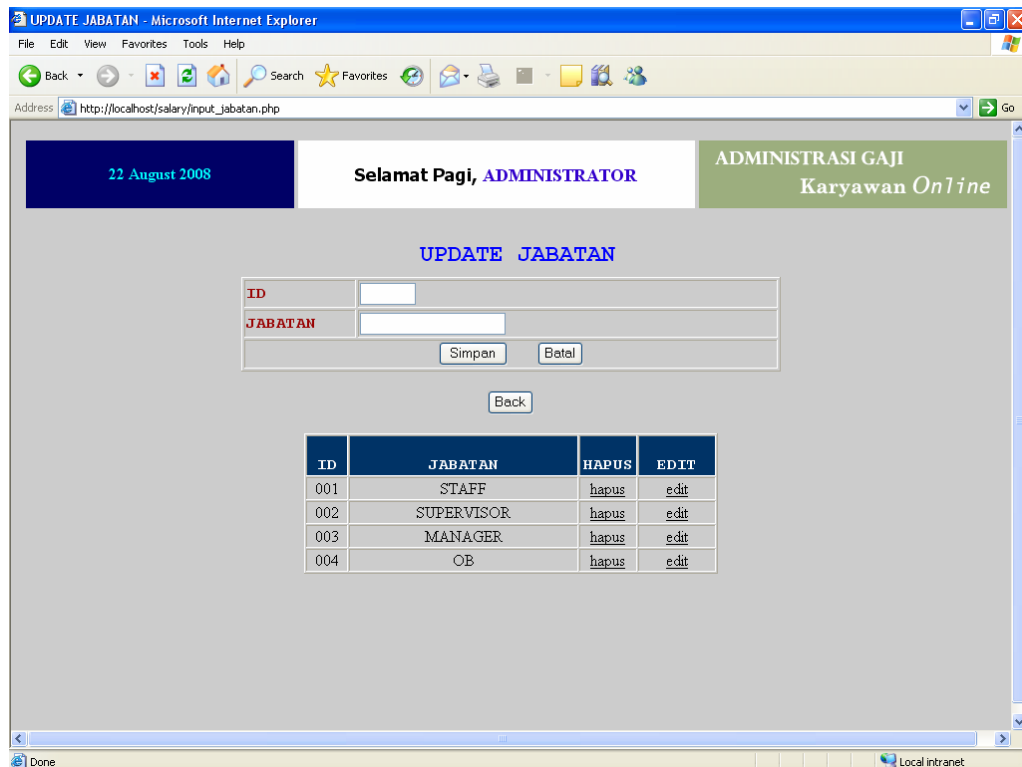 UPDATE JABATAN - Microsoft Internet Explorer
File Edit View Favorites Tools Help
Back Search Favorites
Address http://localhost/salary/input_jabatan.php Go
22 August 2008
Selamat Pagi, ADMINISTRATOR
ADMINISTRASI GAJI
Karyawan Online
UPDATE JABATAN
ID
JABATAN
Simpan Batal
Back
ID JABATAN HAPUS EDIT
001 STAFF hapus edit
002 SUPERVISOR hapus edit
003 MANAGER hapus edit
004 OB hapus edit
Done Local intranet